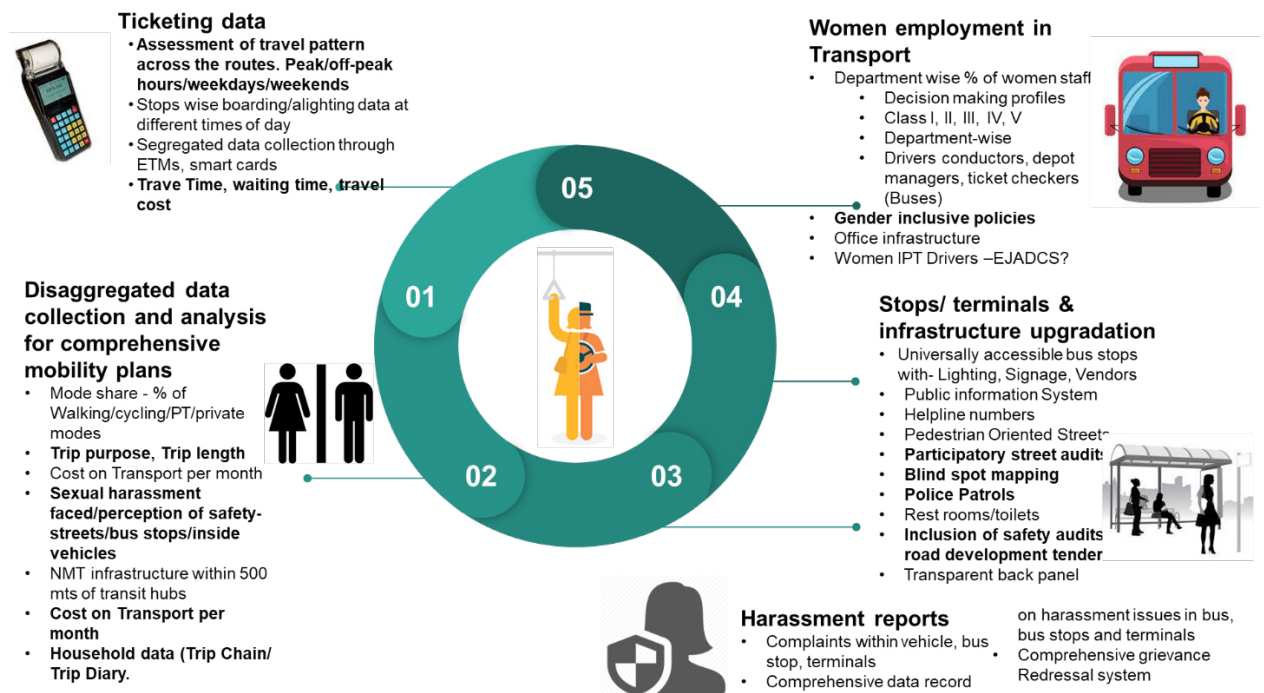 Ticketing data
• Assessment of travel pattern
across the routes. Peak/off-peak
hours/weekdays/weekends
• Stops wise boarding/alighting data at
different times of day
• Segregated data collection through
ETMs, smart cards
• Trave Time, waiting time, travel
cost
Disaggregated data
collection and analysis
for comprehensive
mobility plans
• Mode share - % of
Walking/cycling/PT/private
modes
• Trip purpose, Trip length
• Cost on Transport per month
• Sexual harassment
faced/perception of safety-
streets/bus stops/inside
vehicles
• NMT infrastructure within 500
mts of transit hubs
• Cost on Transport per
month
• Household data (Trip Chain/
Trip Diary.
01
02
03
04
05
Women employment in
Transport
• Department wise % of women staff
• Decision making profiles
• Class I, II, III, IV, V
• Department-wise
• Drivers conductors, depot
managers, ticket checkers
(Buses)
• Gender inclusive policies
• Office infrastructure
• Women IPT Drivers –EJADCS?
Stops/ terminals &
infrastructure upgradation
• Universally accessible bus stops
with- Lighting, Signage, Vendors
• Public information System
• Helpline numbers
• Pedestrian Oriented Streets
• Participatory street audits
• Blind spot mapping
• Police Patrols
• Rest rooms/toilets
• Inclusion of safety audits
road development tender
• Transparent back panel
Harassment reports
• Complaints within vehicle, bus
stop, terminals
• Comprehensive data record
on harassment issues in bus,
bus stops and terminals
• Comprehensive grievance
Redressal system